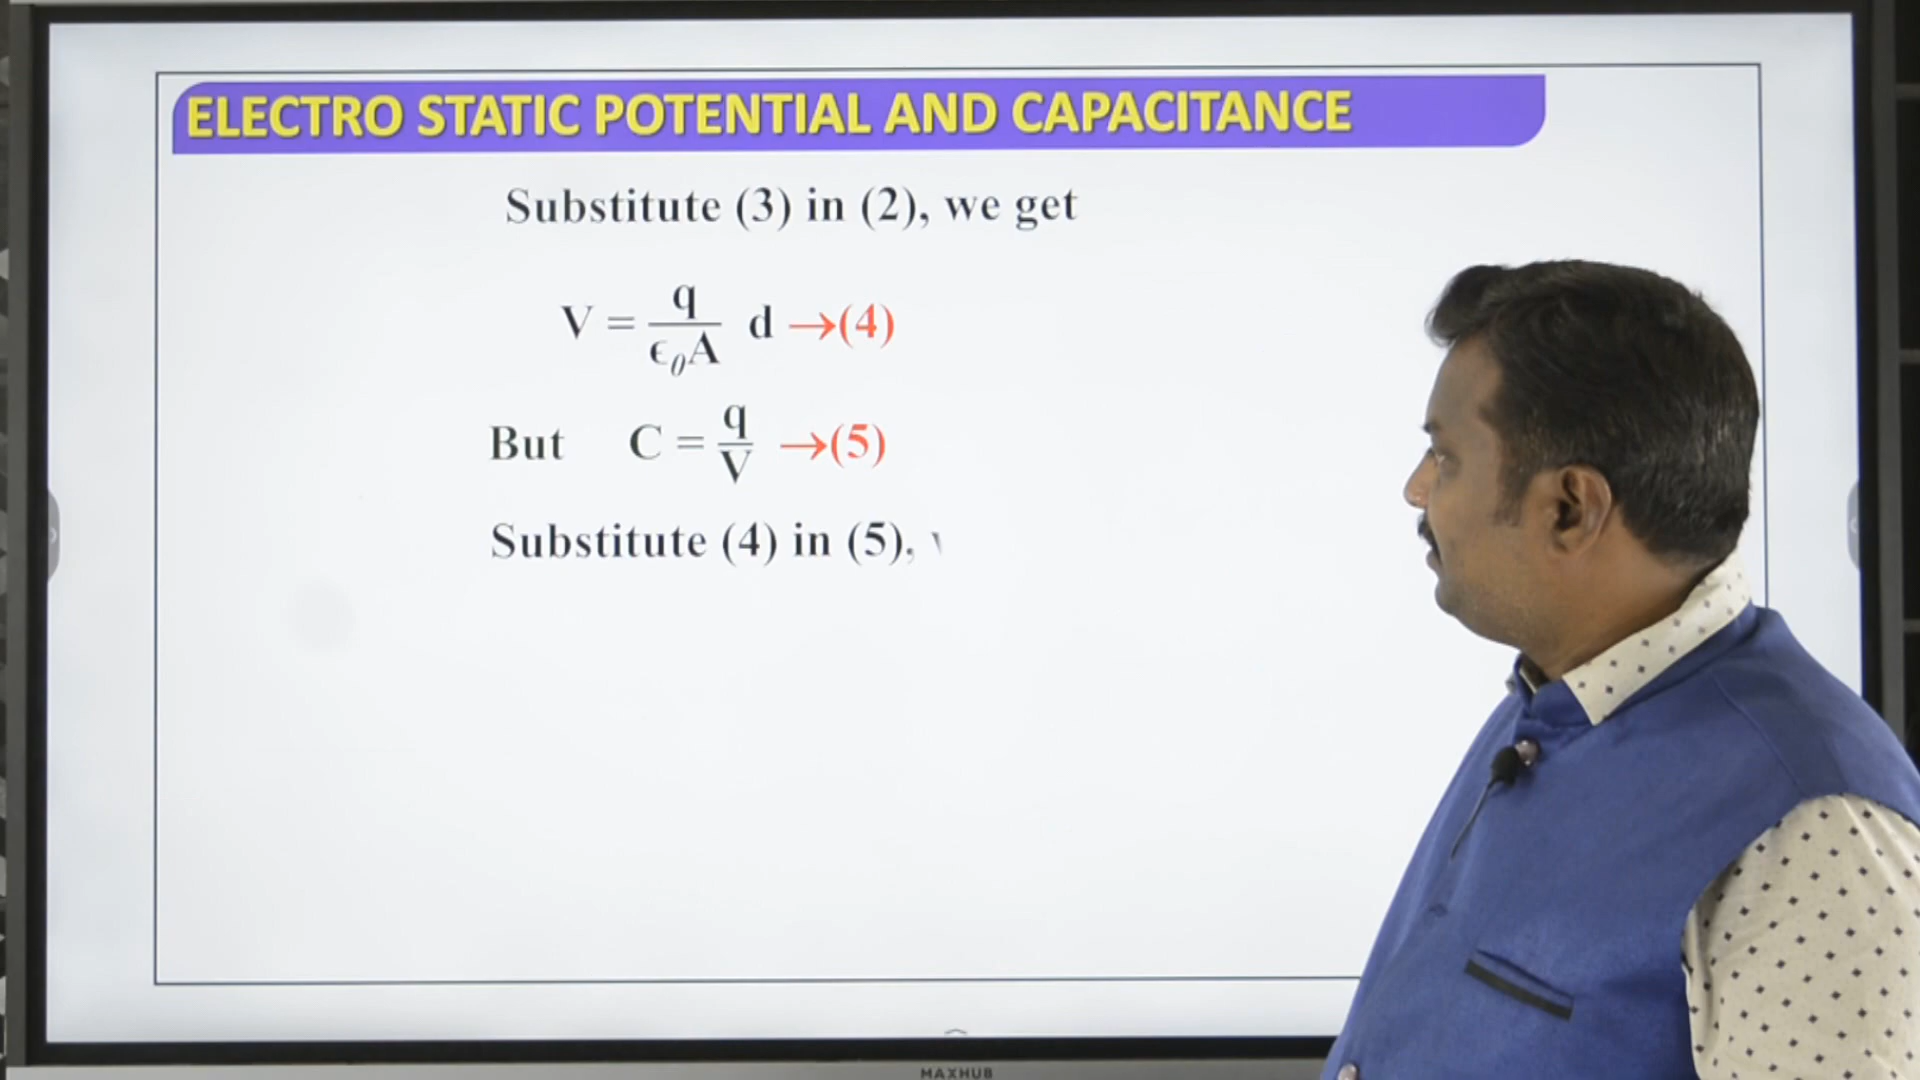 ELECTRO STATIC POTENTIAL AND CAPACITANCE
Substitute (3) in (2), we get
V = q/ϵ₀A d →(4)
But C = q/V →(5)
Substitute (4) in (5),
MAXHUB